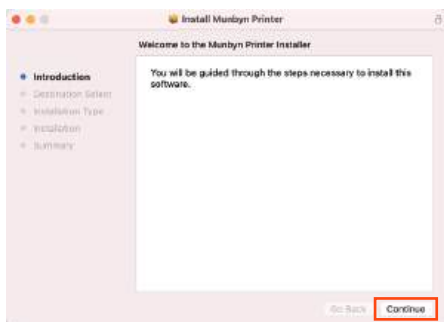 Install Munbyn Printer
Welcome to the Munbyn Printer Installer
Introduction
Destination Select
Installation Type
Installation
Summary
You will be guided through the steps necessary to install this
software.
Go Back
Continue